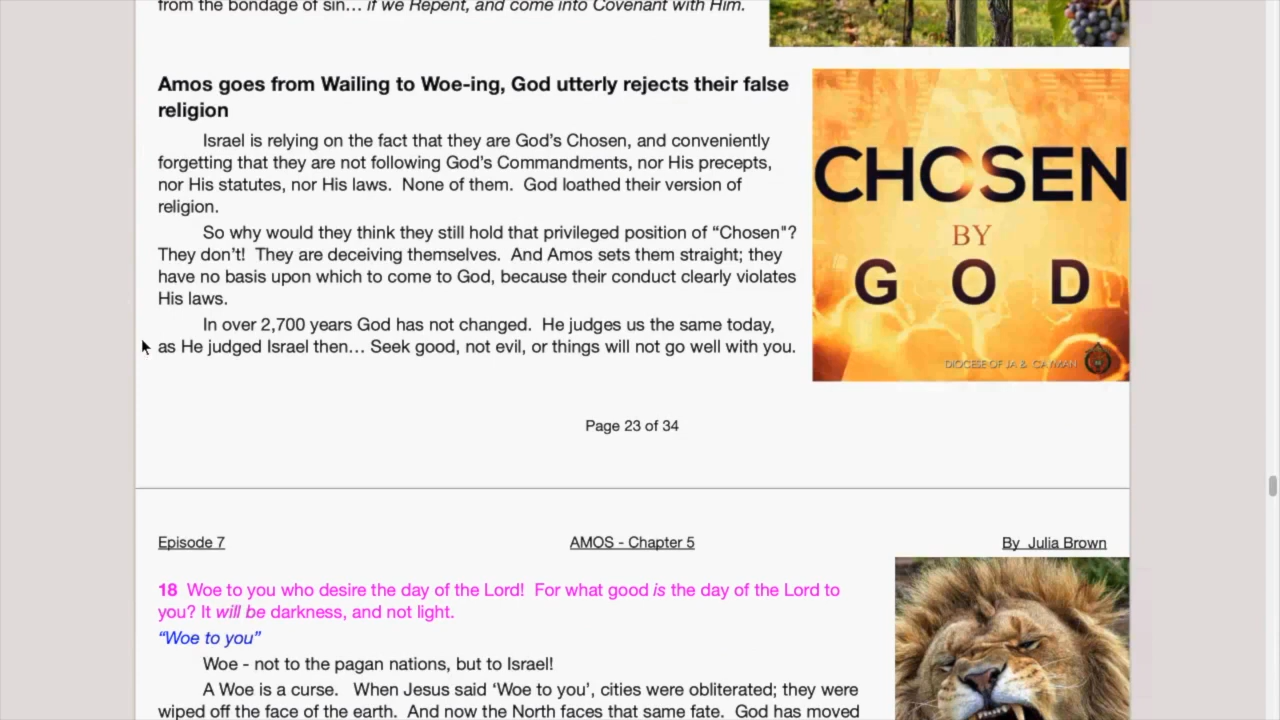 from the bondage of sin… if we Repent, and come into Covenant with Him.
Amos goes from Wailing to Woe-ing, God utterly rejects their false
religion
Israel is relying on the fact that they are God's Chosen, and conveniently
forgetting that they are not following God's Commandments, nor His precepts,
nor His statutes, nor His laws.  None of them.  God loathed their version of
religion.
So why would they think they still hold that privileged position of “Chosen"?
They don't!  They are deceiving themselves.  And Amos sets them straight; they
have no basis upon which to come to God, because their conduct clearly violates
His laws.
In over 2,700 years God has not changed.  He judges us the same today,
as He judged Israel then… Seek good, not evil, or things will not go well with you.
CHOSEN
BY
GOD
DIOCESE OF JA & CAYMAN
Page 23 of 34
Episode 7
AMOS - Chapter 5
By  Julia Brown
18  Woe to you who desire the day of the Lord!  For what good is the day of the Lord to
you? It will be darkness, and not light.
“Woe to you”
Woe - not to the pagan nations, but to Israel!
A Woe is a curse.   When Jesus said ‘Woe to you’, cities were obliterated; they were
wiped off the face of the earth.  And now the North faces that same fate.  God has moved